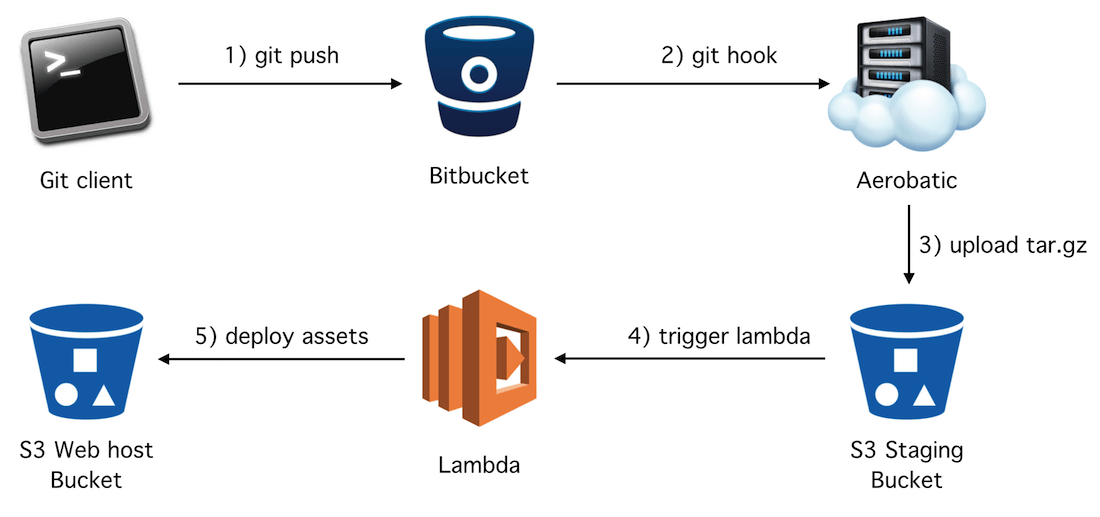 1) git push
2) git hook
Git client
Bitbucket
Aerobatic
3) upload tar.gz
5) deploy assets
4) trigger lambda
S3 Web host
Bucket
Lambda
S3 Staging
Bucket